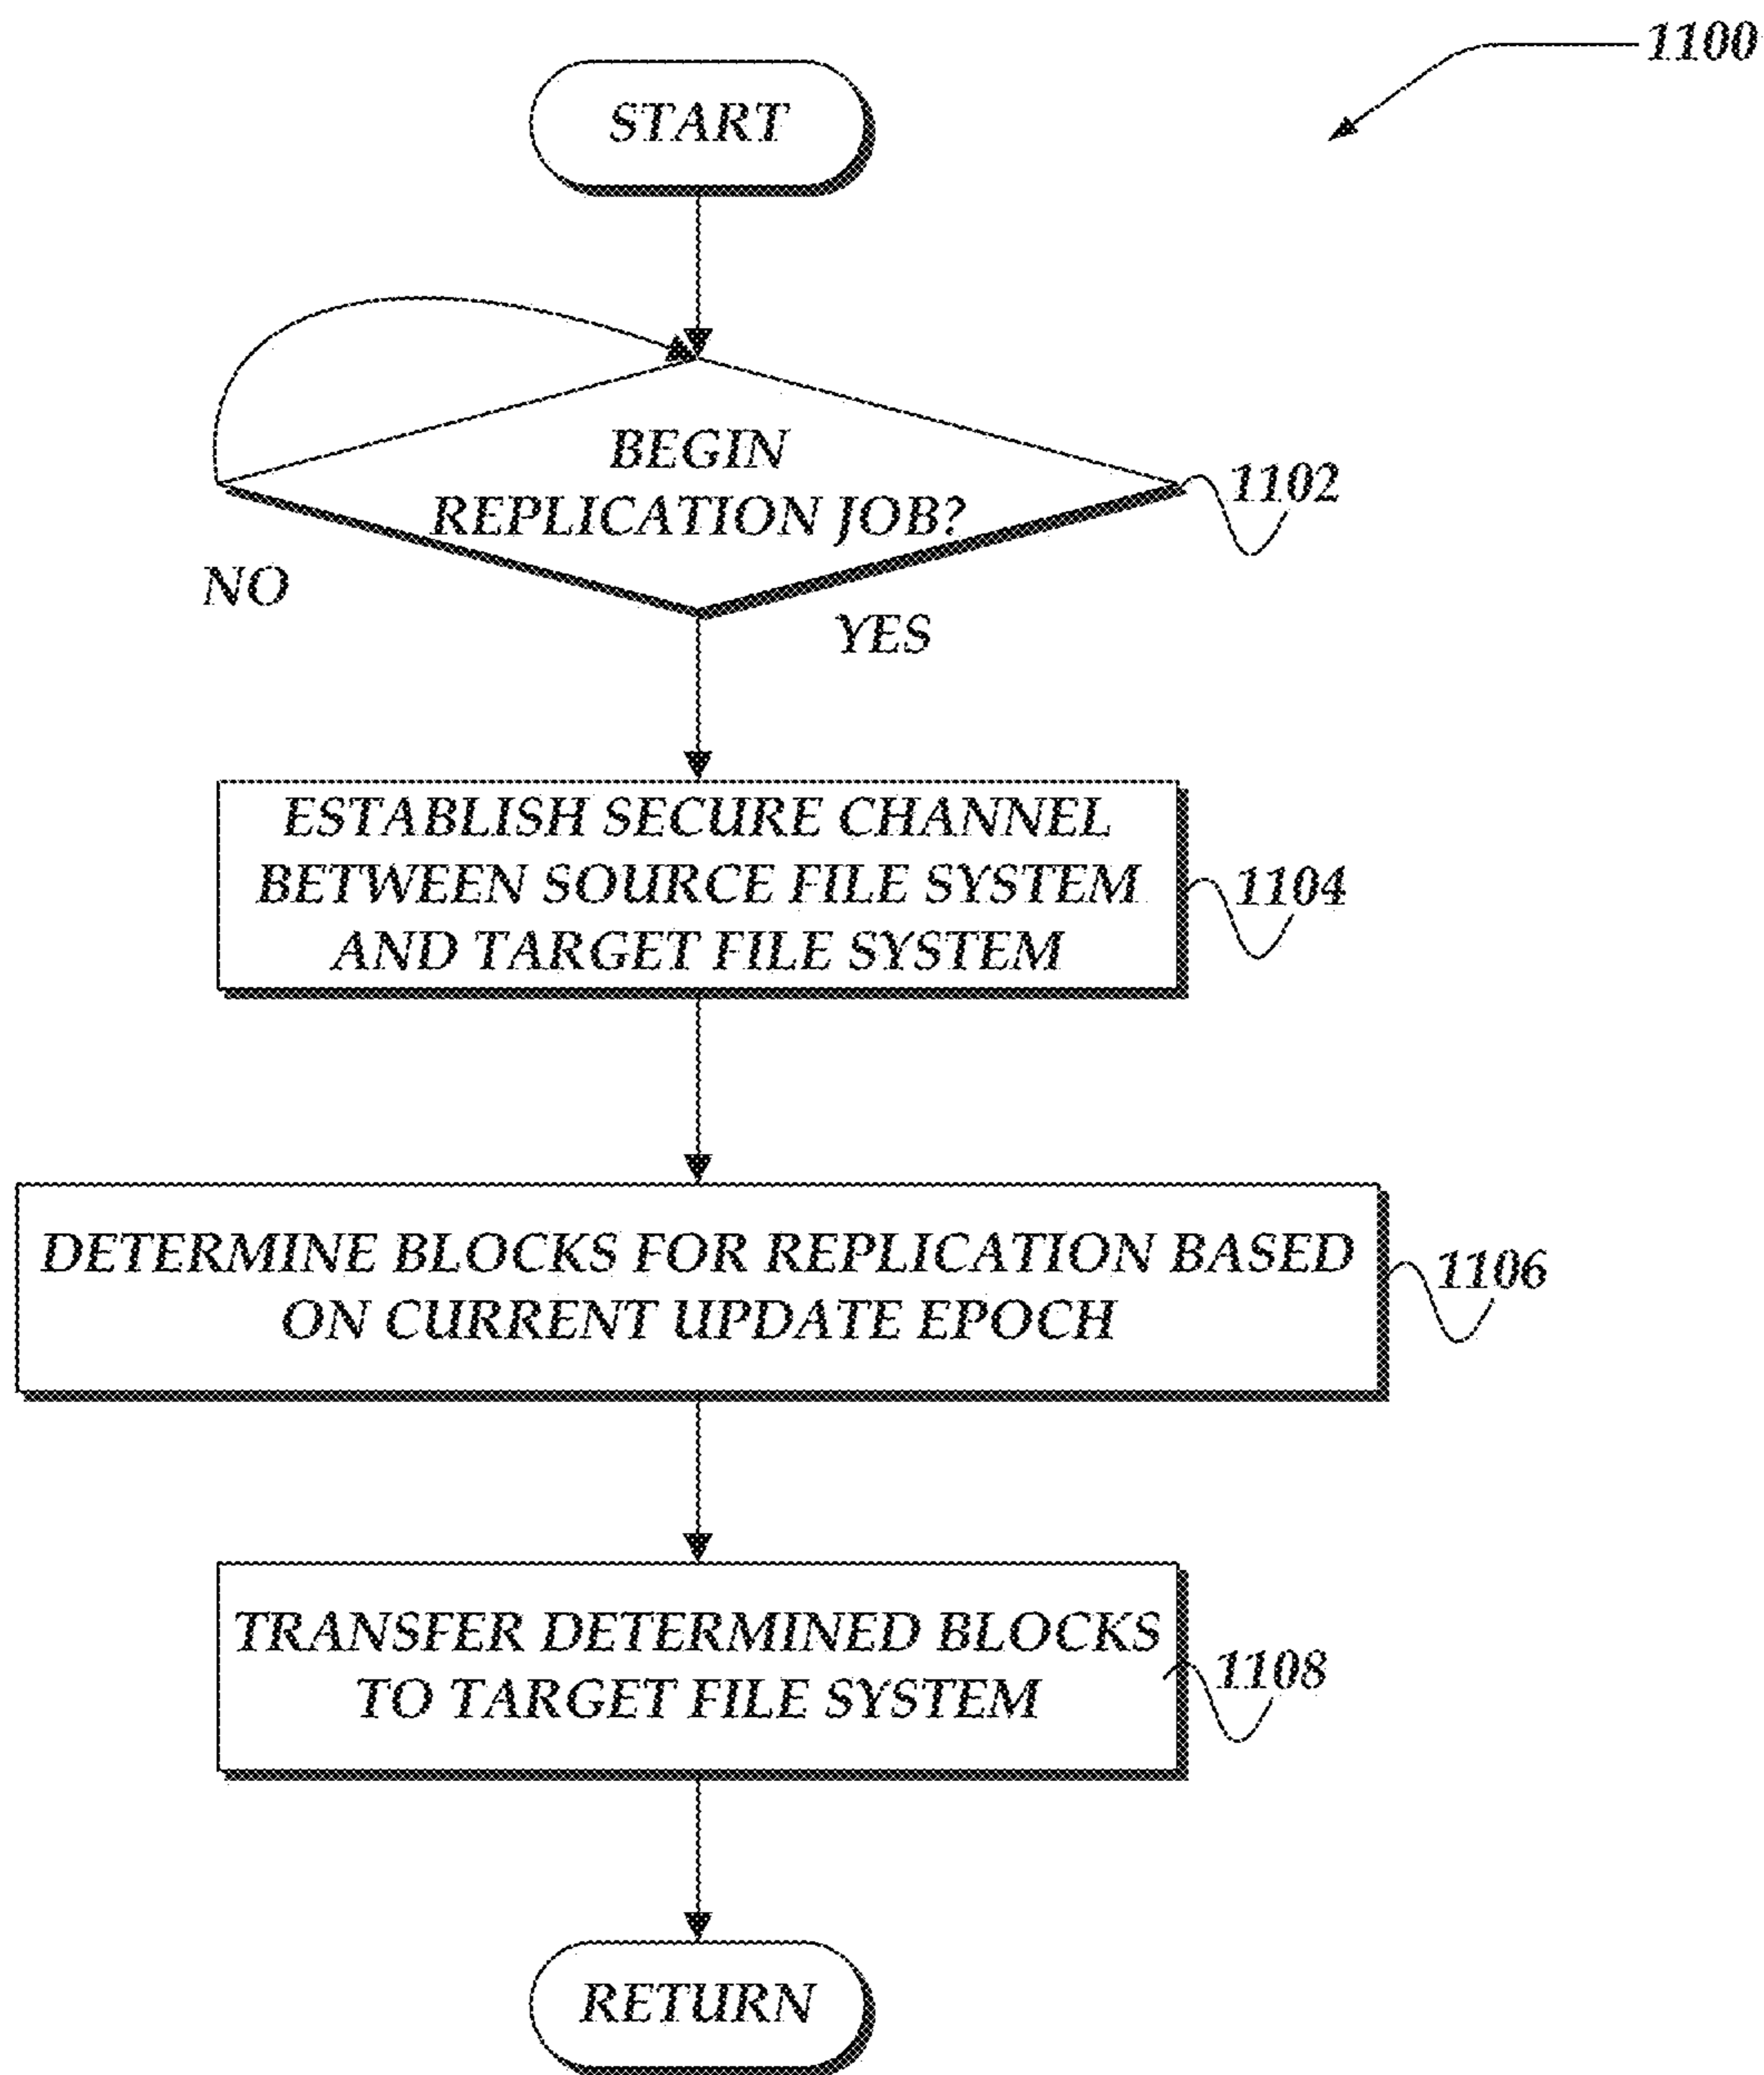 1100
START
BEGIN
REPLICATION JOB?
1102
NO
YES
ESTABLISH SECURE CHANNEL
BETWEEN SOURCE FILE SYSTEM
AND TARGET FILE SYSTEM
1104
DETERMINE BLOCKS FOR REPLICATION BASED
ON CURRENT UPDATE EPOCH
1106
TRANSFER DETERMINED BLOCKS
TO TARGET FILE SYSTEM
1108
RETURN